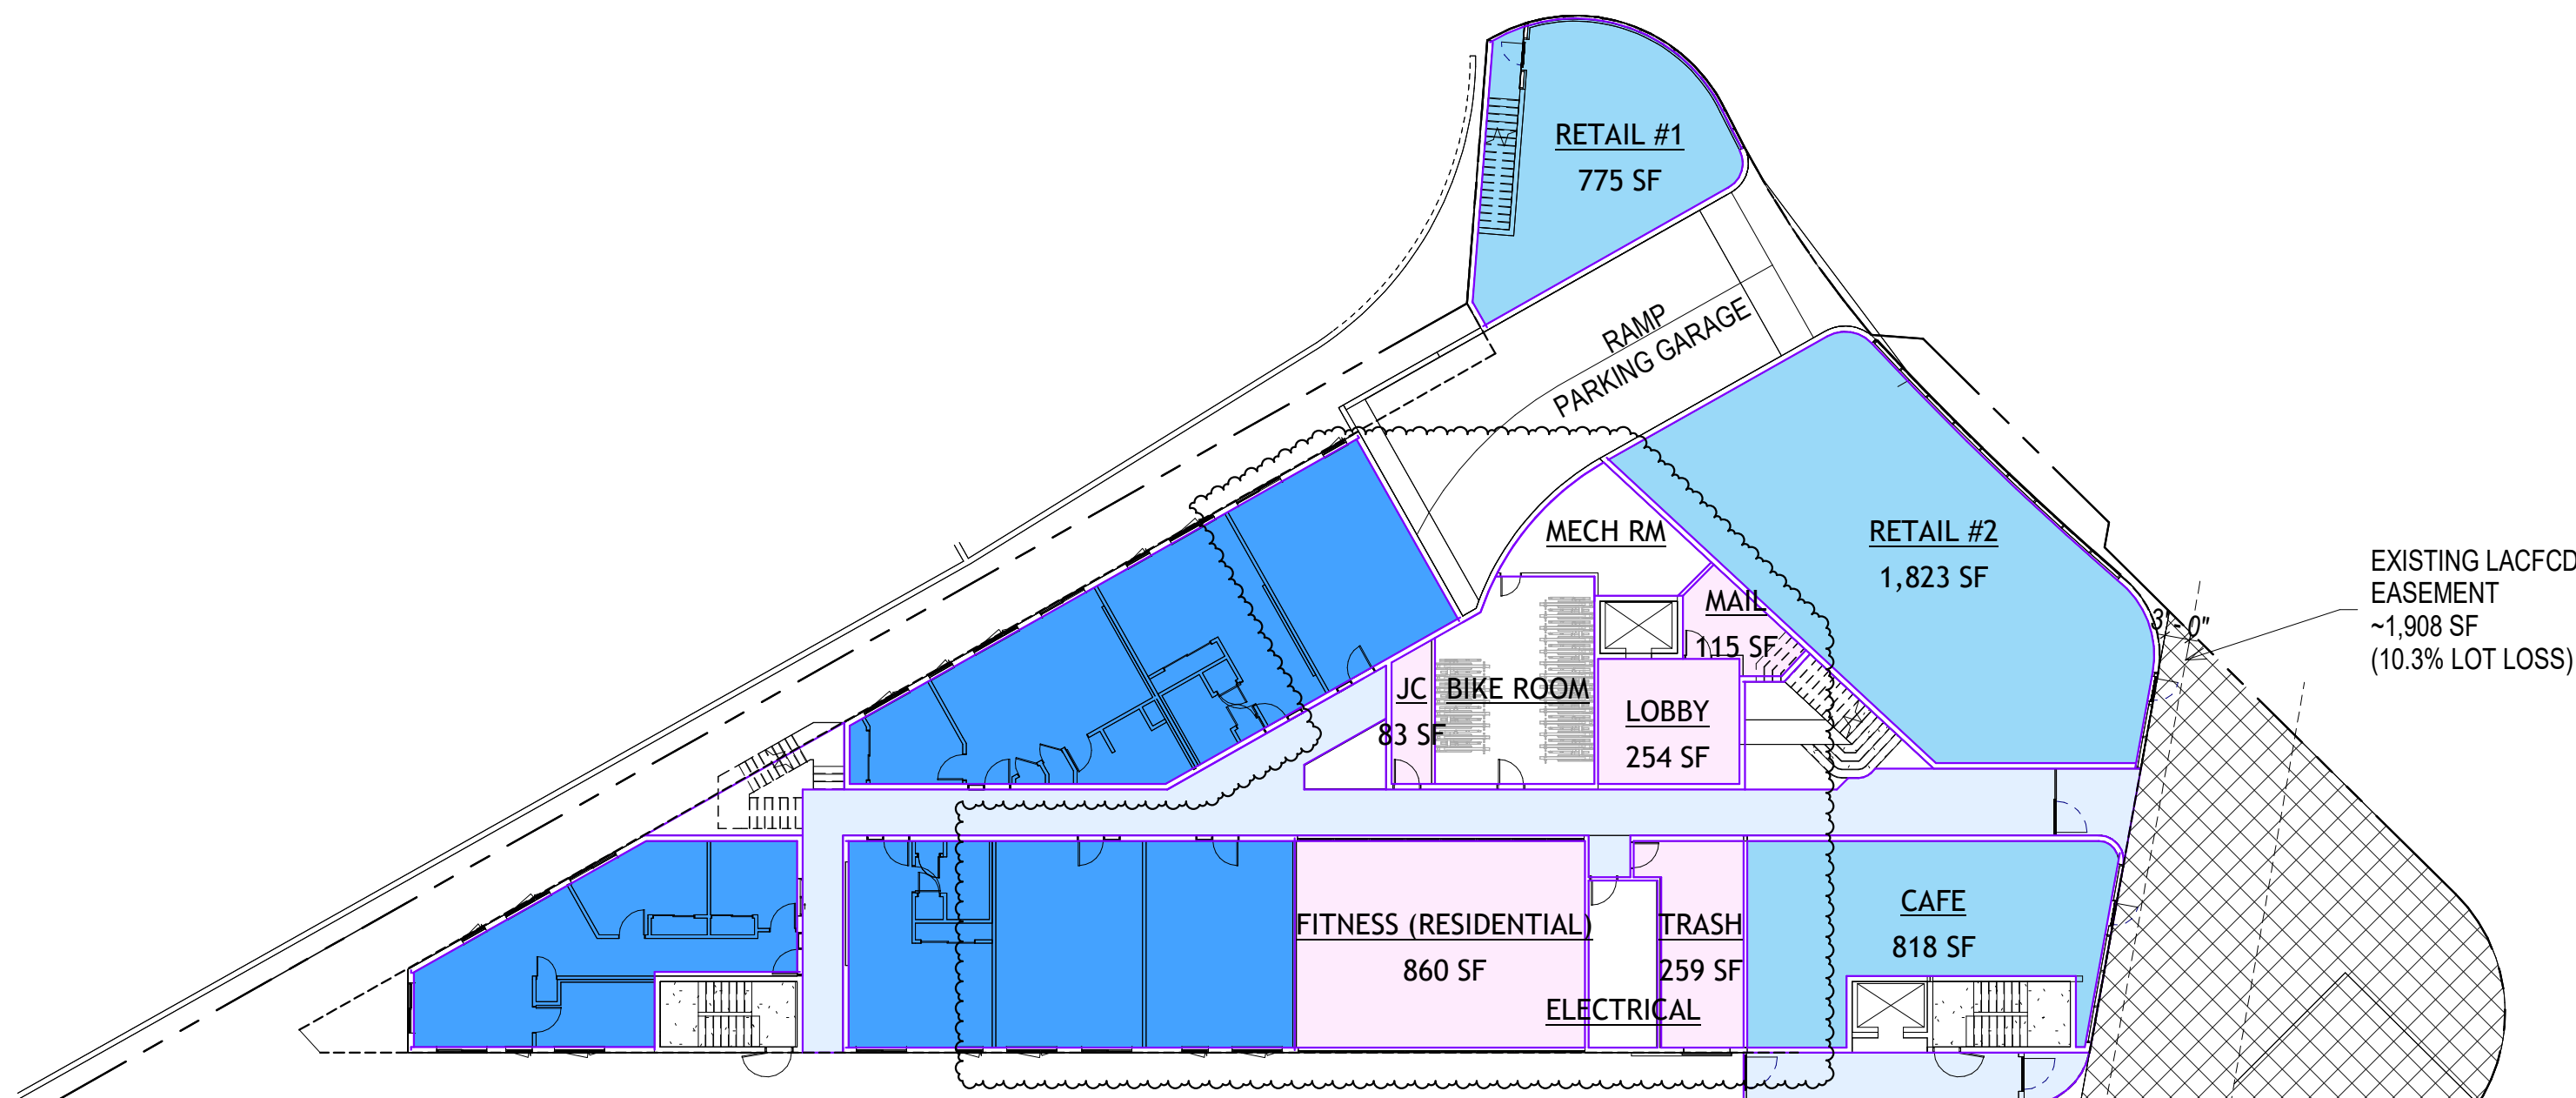 RETAIL #1
775 SF
RAMP
PARKING GARAGE
MECH RM
RETAIL #2
1,823 SF
EXISTING LACFCD
EASEMENT
~1,908 SF
(10.3% LOT LOSS)
MAIL
115 SF
JC
83 SF
BIKE ROOM
LOBBY
254 SF
FITNESS (RESIDENTIAL)
860 SF
TRASH
259 SF
ELECTRICAL
CAFE
818 SF